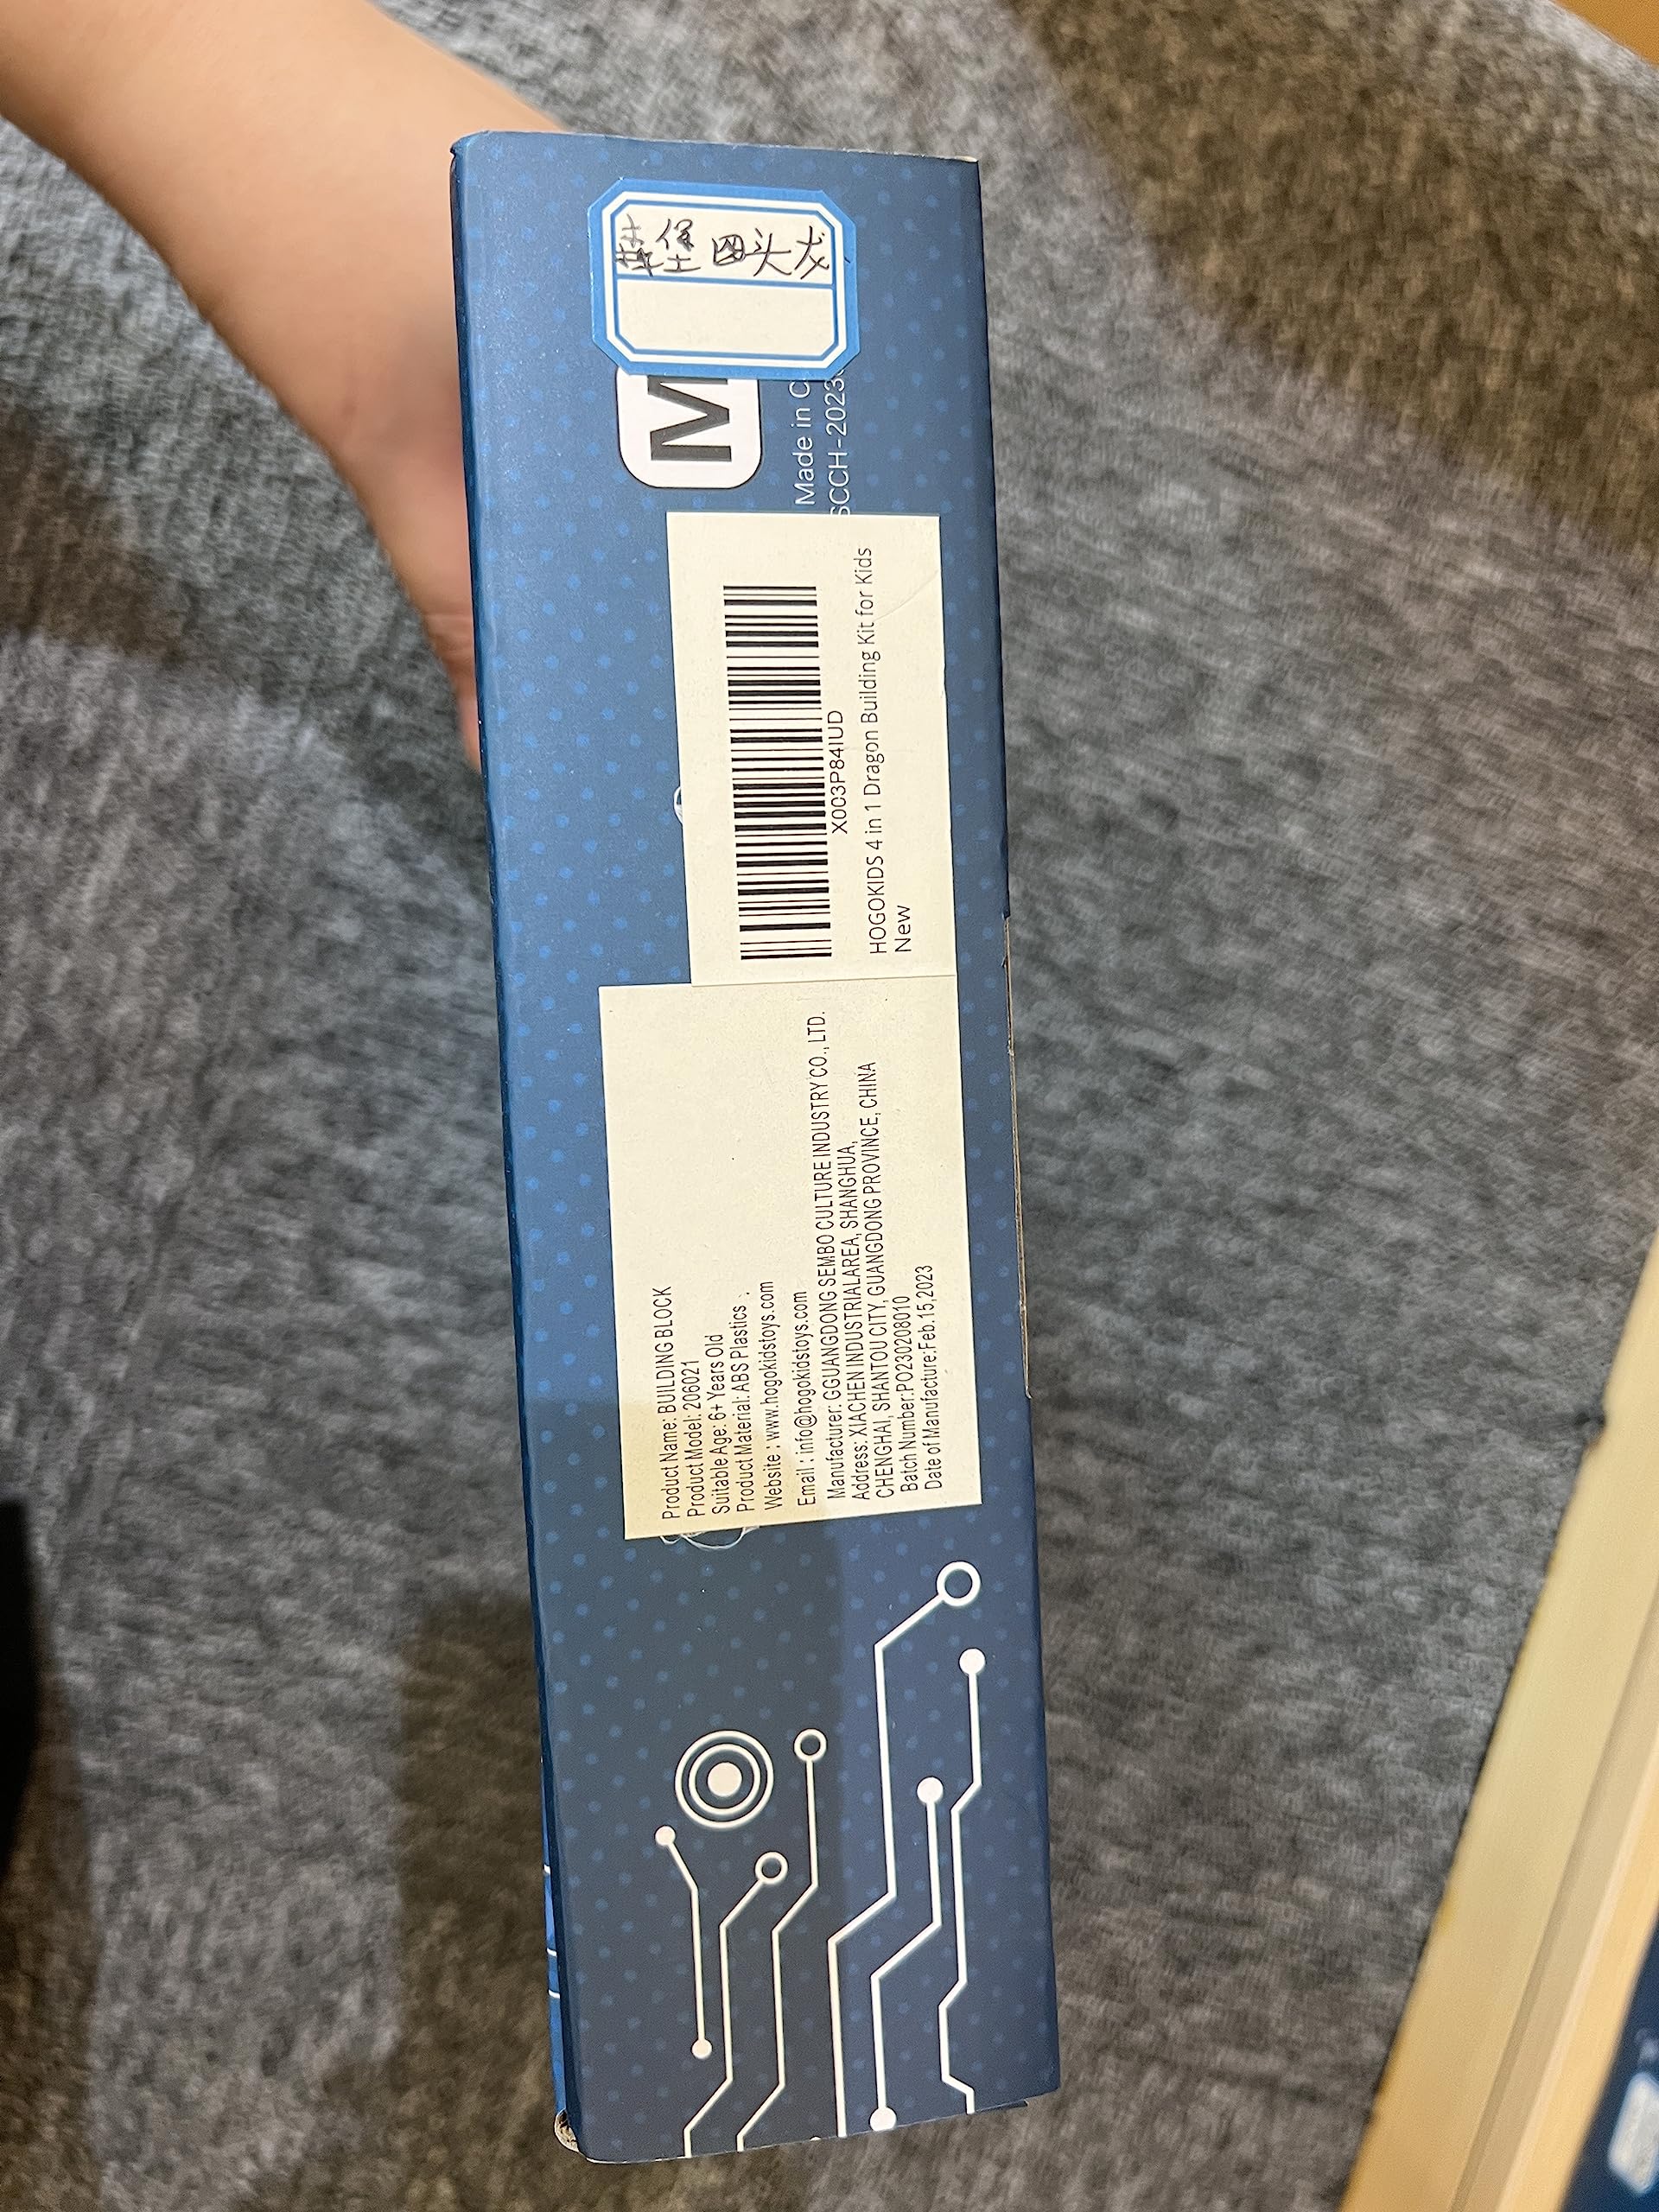 Product Name: BUILDING BLOCK
Product Model: 206021
Suitable Age: 6+ Years Old
Product Material: ABS Plastics
Website : www.hogokidstoys.com
Email : info@hogokidstoys.com
Manufacturer: GGUANGDONG SEMBO CULTURE INDUSTRY CO., LTD.
Address: XIACHEN INDUSTRIALAREA, SHANGHUA,
CHENGHAI, SHANTOU CITY, GUANGDONG PROVINCE, CHINA
Batch Number:PO230208010
Date of Manufacture:Feb.15,2023
X003P84IUD
HOGOKIDS 4 in 1 Dragon Building Kit for Kids
New
M
Made in C
SCCH-2023
头龙